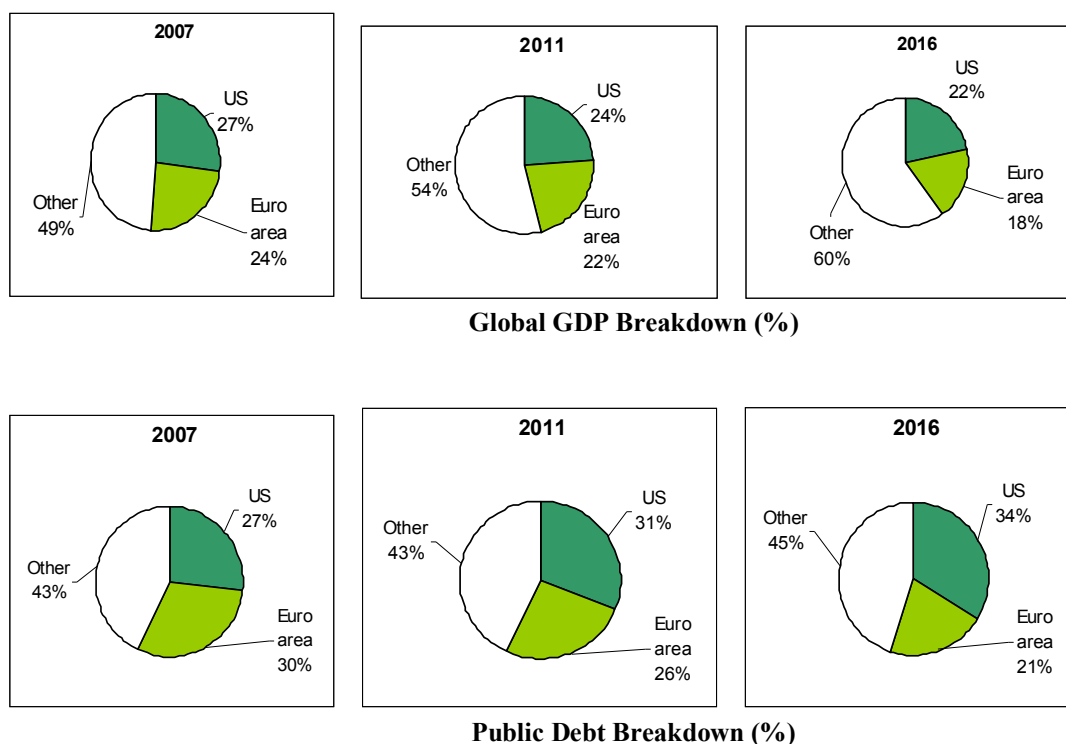 2007
US
27%
Other
49%
Euro
area
24%
2011
US
24%
Other
54%
Euro
area
22%
2016
US
22%
Euro
area
18%
Other
60%
Global GDP Breakdown (%)
2007
US
27%
Other
43%
Euro
area
30%
2011
Other
43%
US
31%
Euro
area
26%
2016
Other
45%
US
34%
Euro
area
21%
Public Debt Breakdown (%)